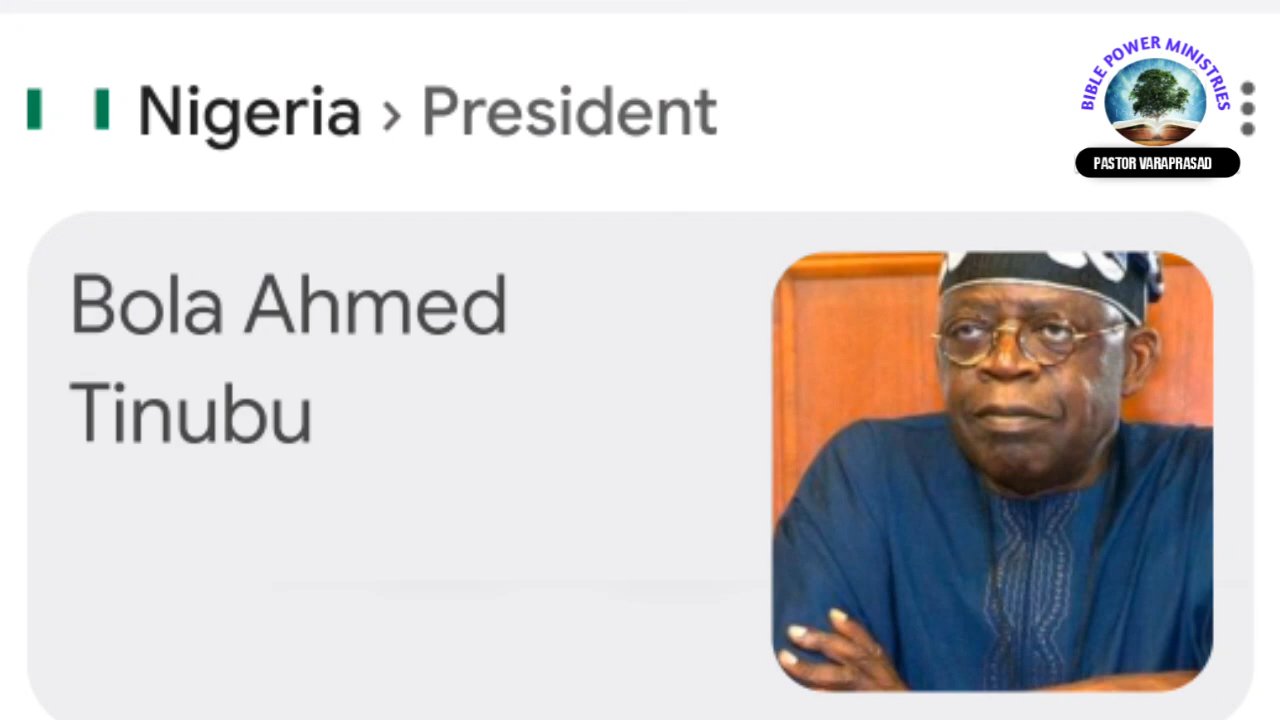 Nigeria › President
BIBLE POWER MINISTRIES
PASTOR VARAPRASAD
Bola Ahmed
Tinubu